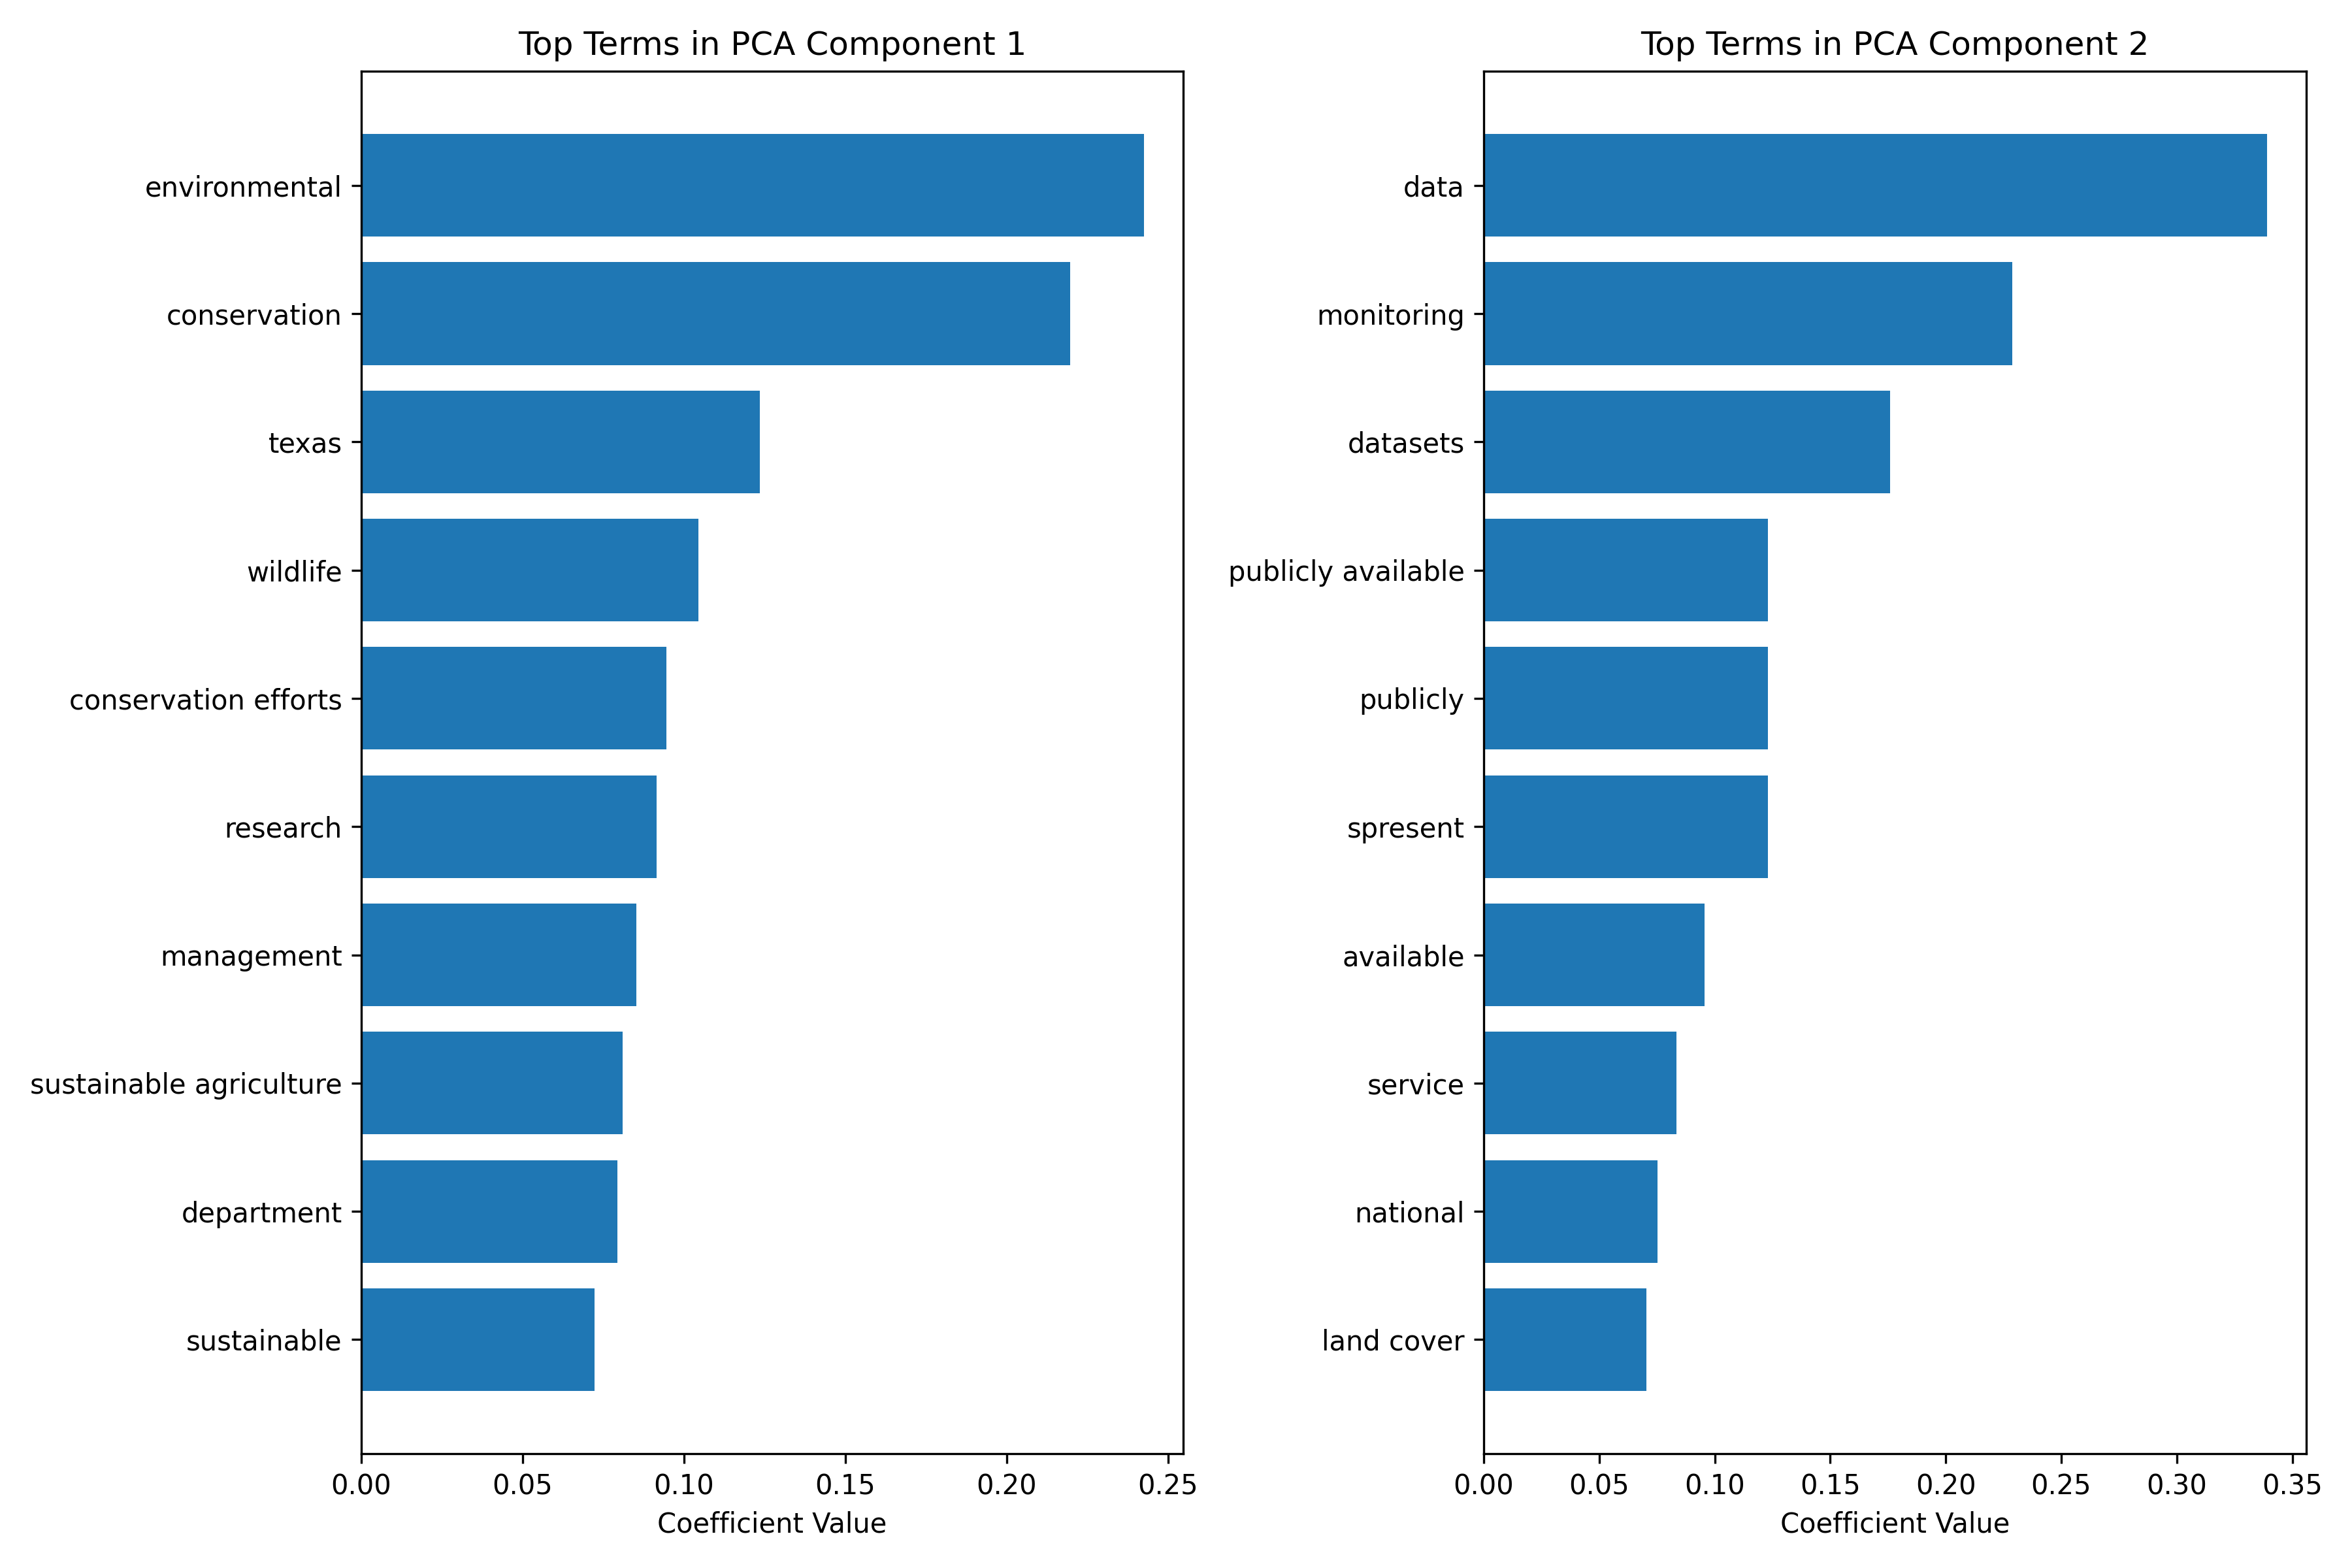 Top Terms in PCA Component 1
environmental
conservation
texas
wildlife
conservation efforts
research
management
sustainable agriculture
department
sustainable
0.00 0.05 0.10 0.15 0.20 0.25
Coefficient Value
Top Terms in PCA Component 2
data
monitoring
datasets
publicly available
publicly
spresent
available
service
national
land cover
0.00 0.05 0.10 0.15 0.20 0.25 0.30 0.35
Coefficient Value